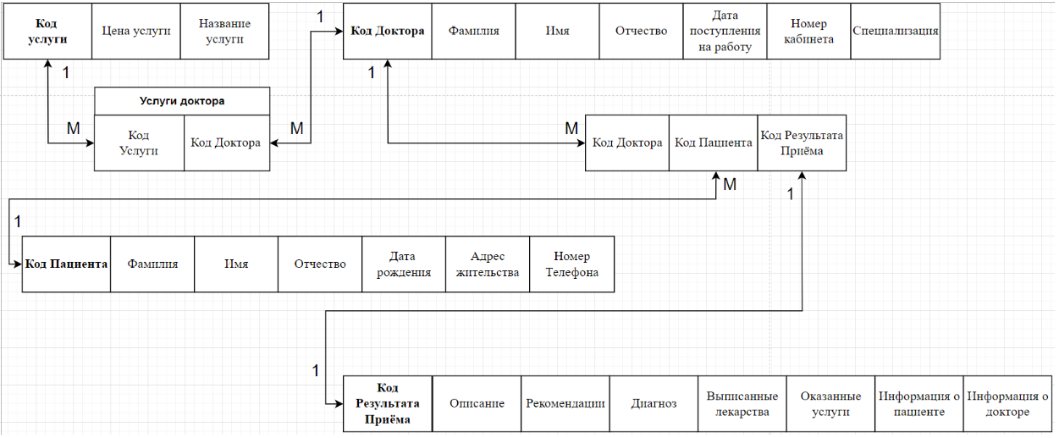 Код
услуги
Цена услуги
Название
услуги
1
Код Доктора
Фамилия
Имя
Отчество
Дата
поступления
на работу
Номер
кабинета
Специализация
1
1
Услуги доктора
М
Код
Услуги
Код Доктора
М
М
Код Доктора
Код Пациента
Код Результата
Приёма
М
1
1
Код Пациента
Фамилия
Имя
Отчество
Дата
рождения
Адрес
жительства
Номер
Телефона
1
Код
Результата
Приёма
Описание
Рекомендации
Диагноз
Выписанные
лекарства
Оказанные
услуги
Информация о
пациенте
Информация о
докторе